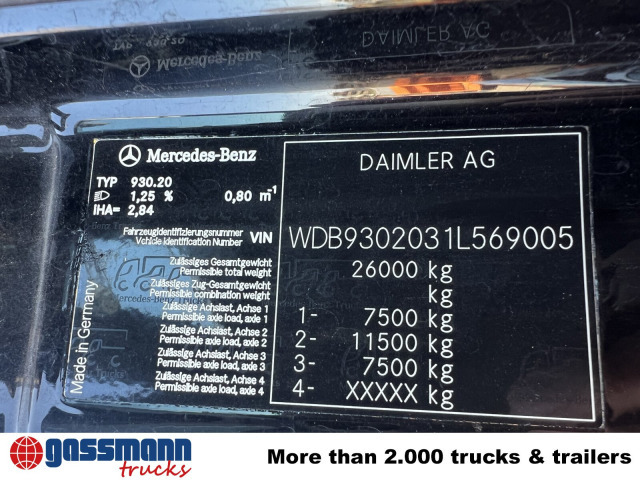 Mercedes-Benz
TYP 930.20
1,25 % 0,80 m-1
IHA= 2,84
Fahrzeugidentifizierungsnummer
Vehicle Identification Number VIN
Zulässiges Gesamtgewicht
Permissible total weight
Zulässiges Zug-Gesamtgewicht
Permissible combination weight
Zulässige Achslast, Achse 1
Permissible axle load, axle 1
Zulässige Achslast, Achse 2
Permissible axle load, axle 2
Zulässige Achslast, Achse 3
Permissible axle load, axle 3
Zulässige Achslast, Achse 4
Permissible axle load, axle 4
Made in Germany
DAIMLER AG
WDB9302031L569005
26000 kg
kg
1- 7500 kg
2- 11500 kg
3- 7500 kg
4- XXXXX kg
gassmann
trucks
More than 2.000 trucks & trailers